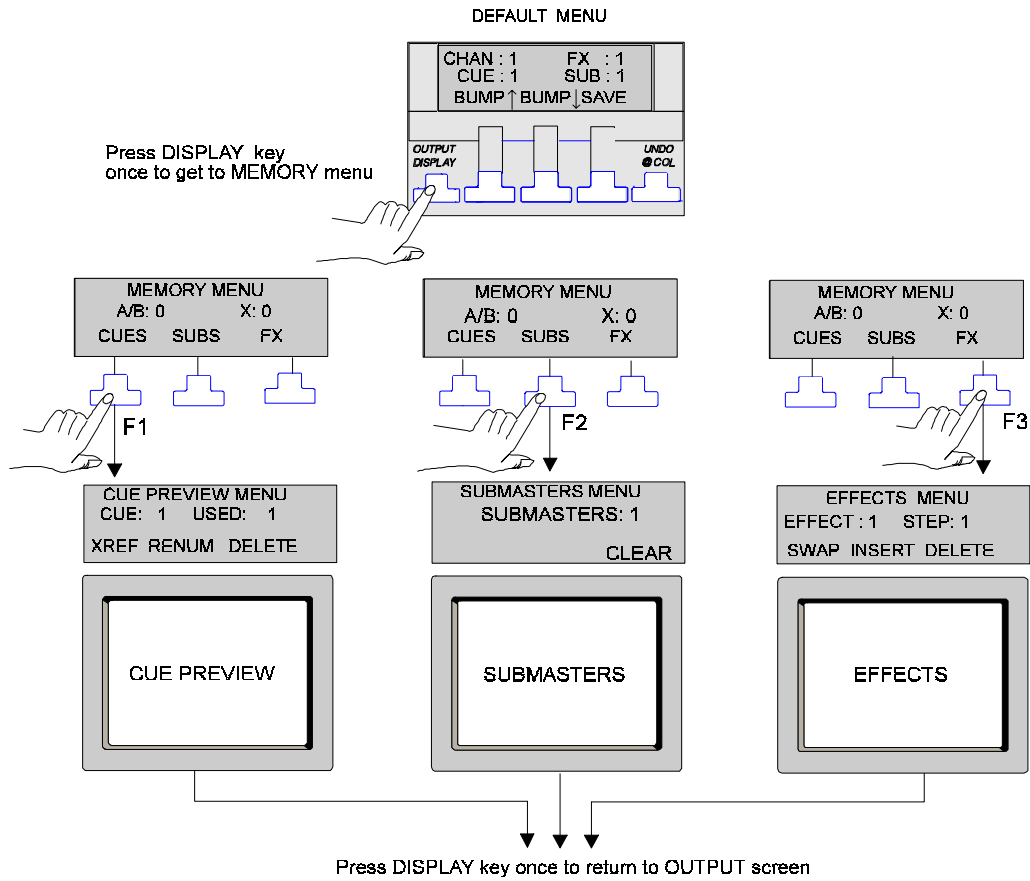 DEFAULT MENU
CHAN : 1 FX : 1
CUE : 1 SUB : 1
BUMP↑BUMP↓SAVE
OUTPUT
DISPLAY
UNDO
@COL
Press DISPLAY key
once to get to MEMORY menu
MEMORY MENU
A/B: 0 X: 0
CUES SUBS FX
F1
MEMORY MENU
A/B: 0 X: 0
CUES SUBS FX
F2
MEMORY MENU
A/B: 0 X: 0
CUES SUBS FX
F3
CUE PREVIEW MENU
CUE: 1 USED: 1
XREF RENUM DELETE
SUBMASTERS MENU
SUBMASTERS: 1
CLEAR
EFFECTS MENU
EFFECT : 1 STEP: 1
SWAP INSERT DELETE
CUE PREVIEW
SUBMASTERS
EFFECTS
Press DISPLAY key once to return to OUTPUT screen